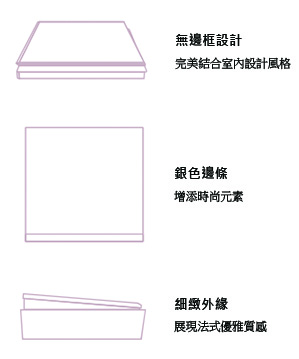 無邊框設計
完美結合室內設計風格
銀色邊條
增添時尚元素
細緻外緣
展現法式優雅質感